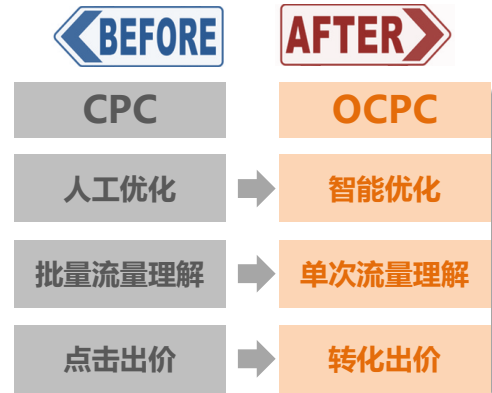 BEFORE AFTER
CPC OCPC
人工优化 智能优化
批量流量理解 单次流量理解
点击出价 转化出价